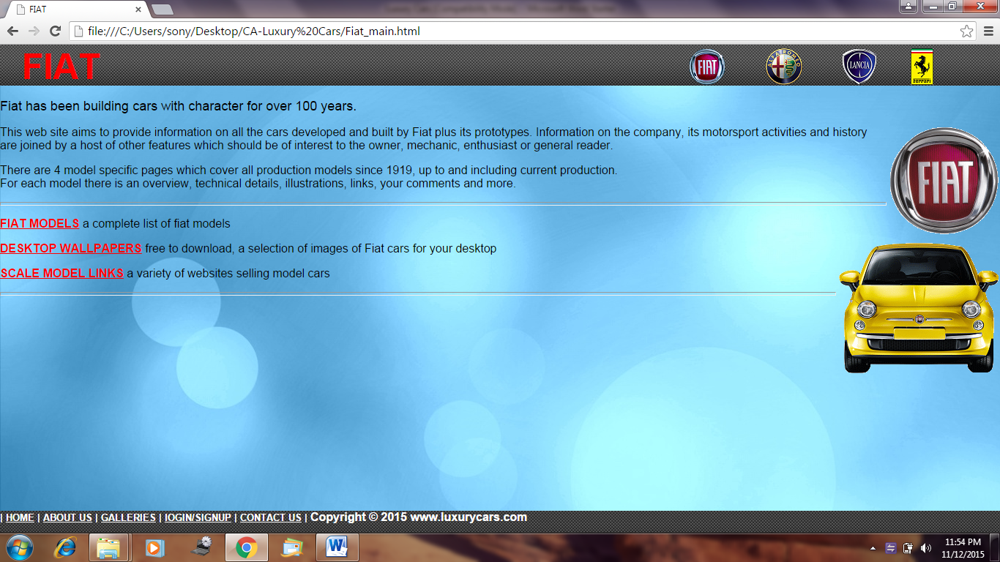 FIAT
file:///C:/Users/sony/Desktop/CA-Luxury%20Cars/Fiat_main.html
FIAT
FIAT
ALFA ROMEO
LANCIA
Ferrari
Fiat has been building cars with character for over 100 years.
This web site aims to provide information on all the cars developed and built by Fiat plus its prototypes. Information on the company, its motorsport activities and history
are joined by a host of other features which should be of interest to the owner, mechanic, enthusiast or general reader.
FIAT
There are 4 model specific pages which cover all production models since 1919, up to and including current production.
For each model there is an overview, technical details, illustrations, links, your comments and more.
FIAT MODELS a complete list of fiat models
DESKTOP WALLPAPERS free to download, a selection of images of Fiat cars for your desktop
SCALE MODEL LINKS a variety of websites selling model cars
| HOME | ABOUT US | GALLERIES | lOGIN/SIGNUP | CONTACT US | Copyright © 2015 www.luxurycars.com
11:54 PM
11/12/2015